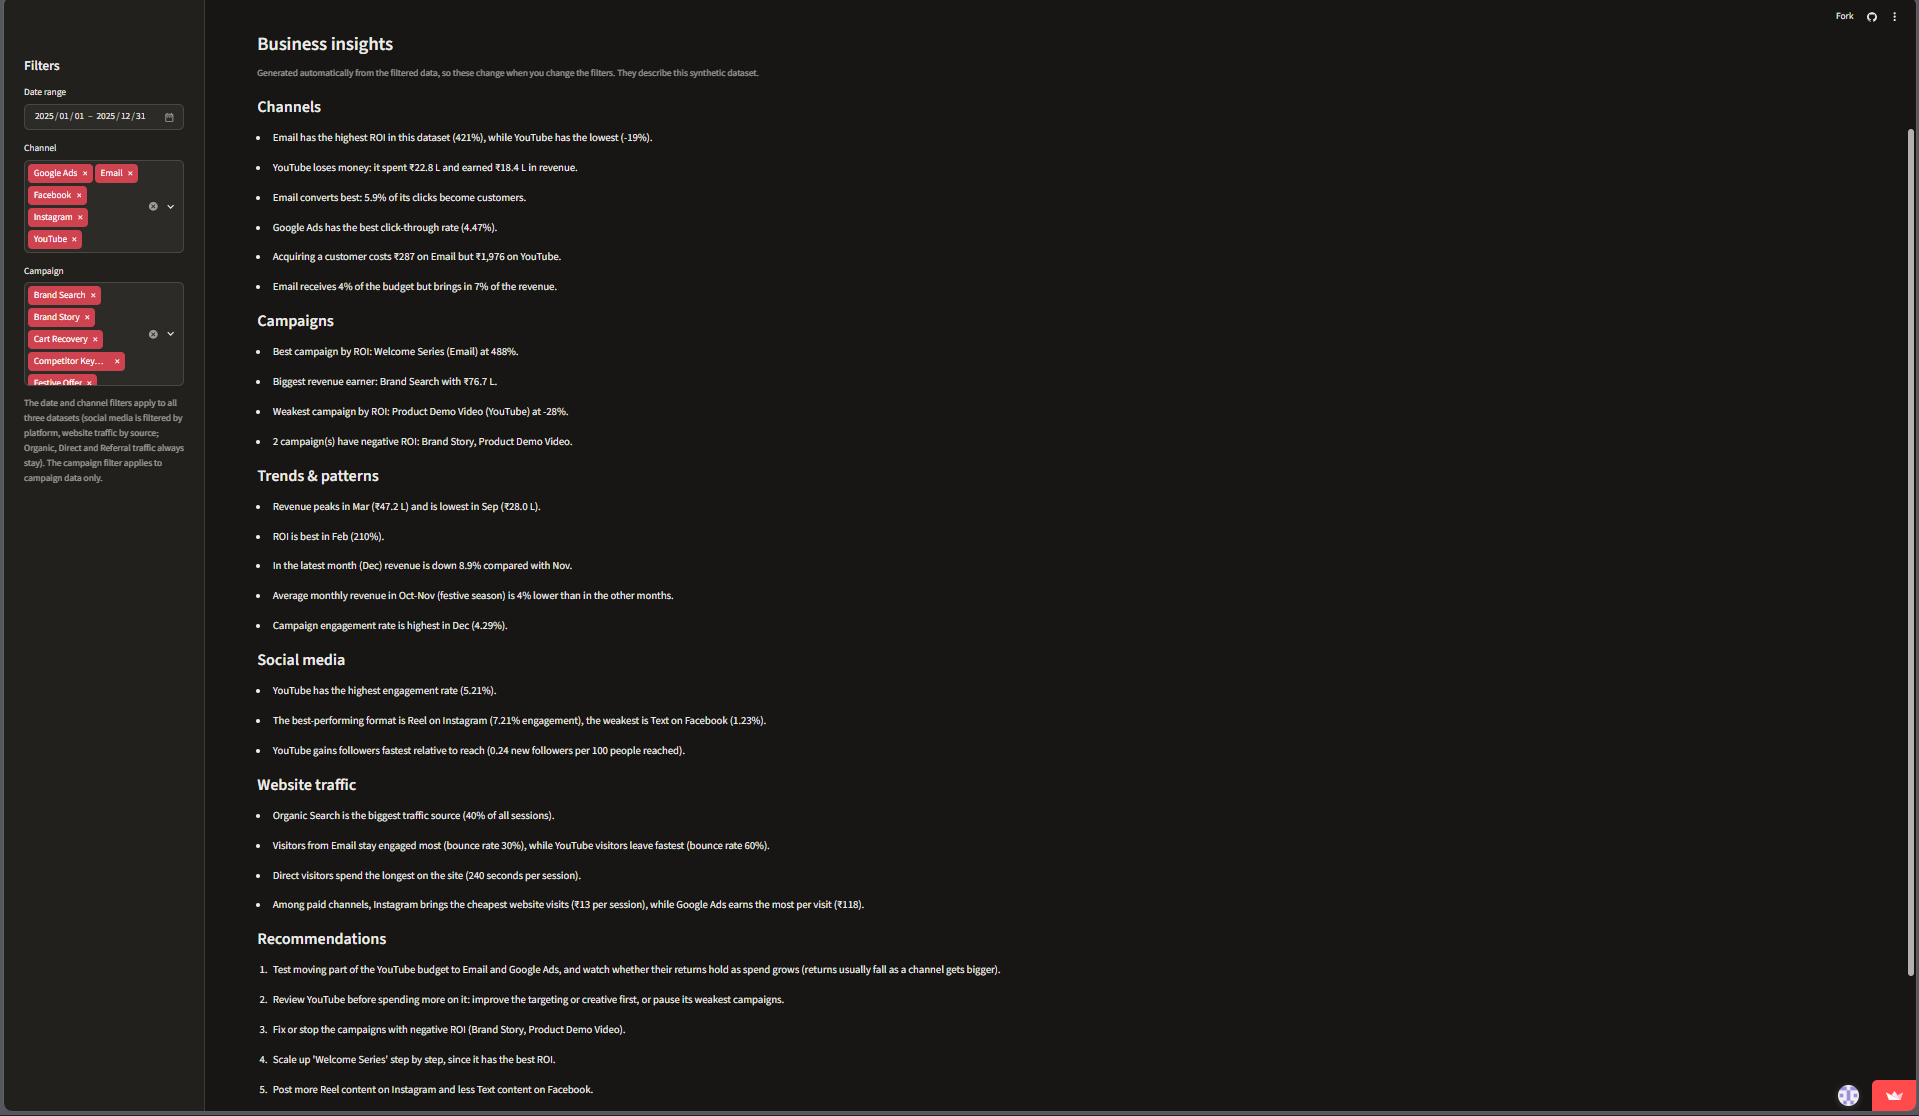 Fork
Filters
Date range
2025/01/01 – 2025/12/31
Channel
Google Ads × Email ×
Facebook ×
Instagram ×
YouTube ×
Campaign
Brand Search ×
Brand Story ×
Cart Recovery ×
Competitor Key... ×
Festive Offer ×
The date and channel filters apply to all
three datasets (social media is filtered by
platform, website traffic by source;
Organic, Direct and Referral traffic always
stay). The campaign filter applies to
campaign data only.
Business insights
Generated automatically from the filtered data, so these change when you change the filters. They describe this synthetic dataset.
Channels
• Email has the highest ROI in this dataset (421%), while YouTube has the lowest (-19%).
• YouTube loses money: it spent ₹22.8 L and earned ₹18.4 L in revenue.
• Email converts best: 5.9% of its clicks become customers.
• Google Ads has the best click-through rate (4.47%).
• Acquiring a customer costs ₹287 on Email but ₹1,976 on YouTube.
• Email receives 4% of the budget but brings in 7% of the revenue.
Campaigns
• Best campaign by ROI: Welcome Series (Email) at 488%.
• Biggest revenue earner: Brand Search with ₹76.7 L.
• Weakest campaign by ROI: Product Demo Video (YouTube) at -28%.
• 2 campaign(s) have negative ROI: Brand Story, Product Demo Video.
Trends & patterns
• Revenue peaks in Mar (₹47.2 L) and is lowest in Sep (₹28.0 L).
• ROI is best in Feb (210%).
• In the latest month (Dec) revenue is down 8.9% compared with Nov.
• Average monthly revenue in Oct-Nov (festive season) is 4% lower than in the other months.
• Campaign engagement rate is highest in Dec (4.29%).
Social media
• YouTube has the highest engagement rate (5.21%).
• The best-performing format is Reel on Instagram (7.21% engagement), the weakest is Text on Facebook (1.23%).
• YouTube gains followers fastest relative to reach (0.24 new followers per 100 people reached).
Website traffic
• Organic Search is the biggest traffic source (40% of all sessions).
• Visitors from Email stay engaged most (bounce rate 30%), while YouTube visitors leave fastest (bounce rate 60%).
• Direct visitors spend the longest on the site (240 seconds per session).
• Among paid channels, Instagram brings the cheapest website visits (₹13 per session), while Google Ads earns the most per visit (₹118).
Recommendations
1. Test moving part of the YouTube budget to Email and Google Ads, and watch whether their returns hold as spend grows (returns usually fall as a channel gets bigger).
2. Review YouTube before spending more on it: improve the targeting or creative first, or pause its weakest campaigns.
3. Fix or stop the campaigns with negative ROI (Brand Story, Product Demo Video).
4. Scale up 'Welcome Series' step by step, since it has the best ROI.
5. Post more Reel content on Instagram and less Text content on Facebook.